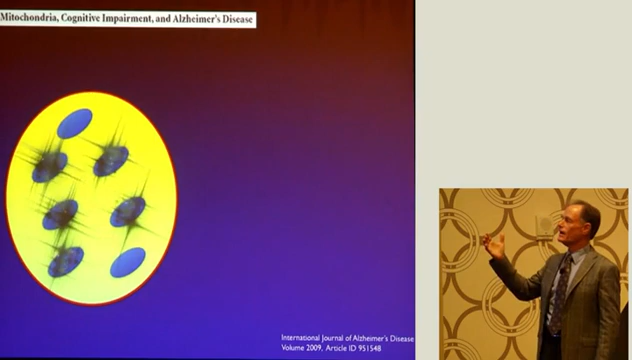 Mitochondria, Cognitive Impairment, and Alzheimer's Disease
International Journal of Alzheimer's Disease
Volume 2009, Article ID 951548